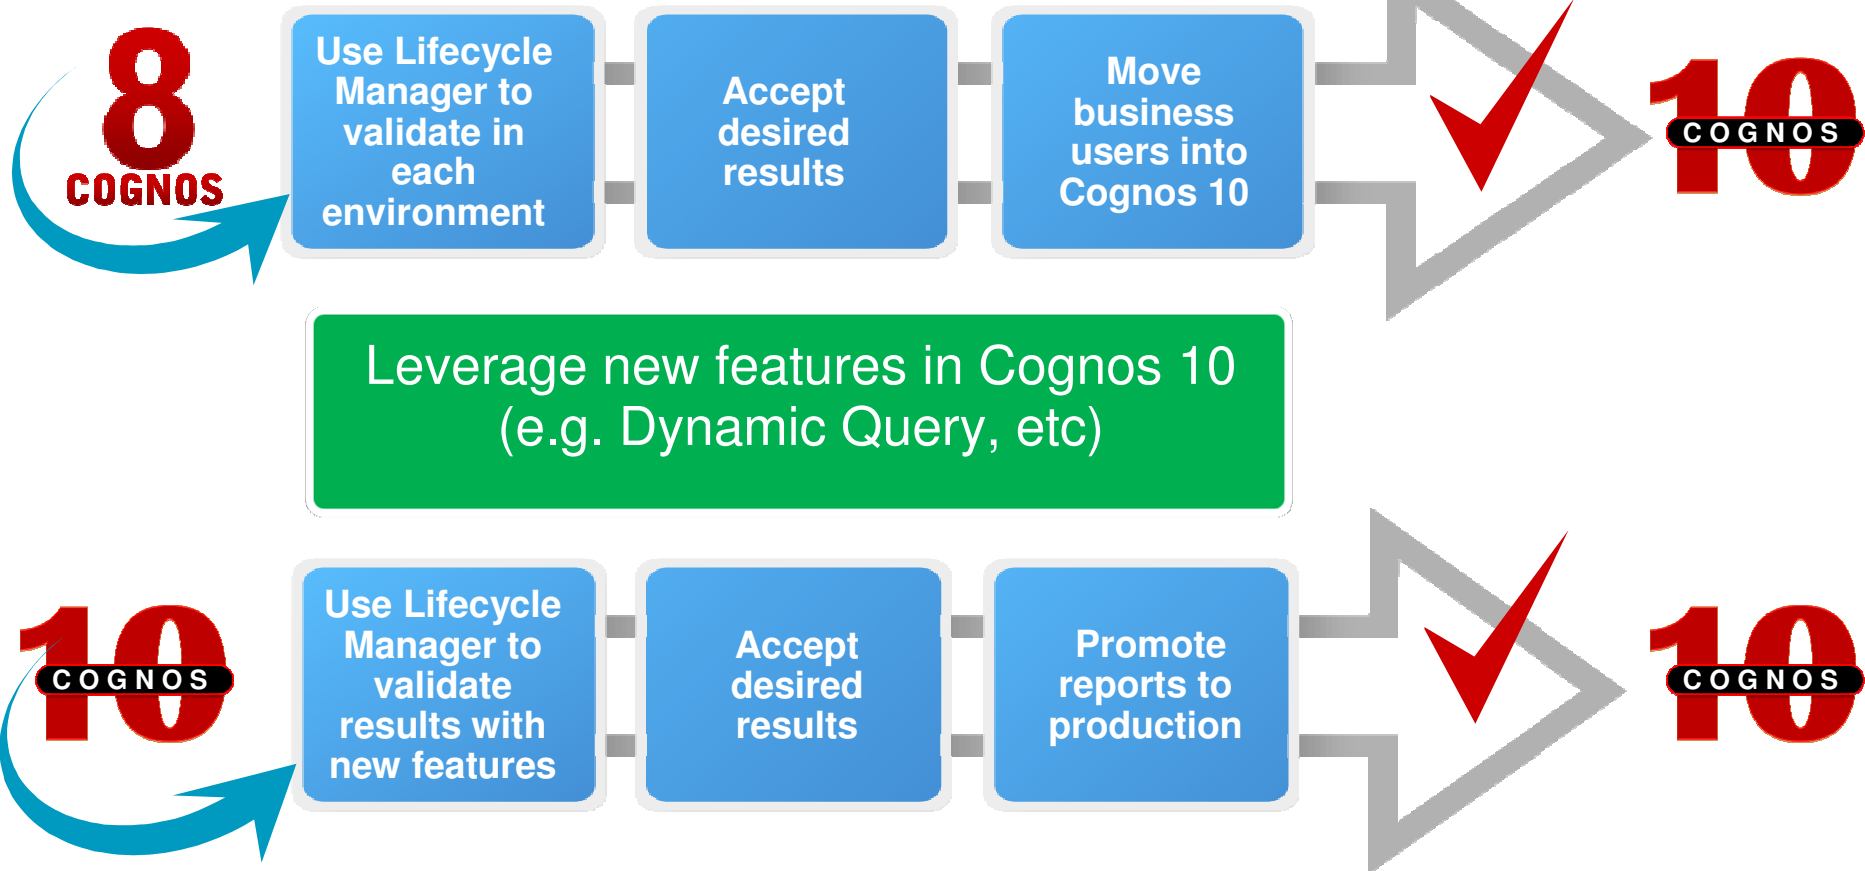 8
COGNOS
Use Lifecycle
Manager to
validate in
each
environment
Accept
desired
results
Move
business
users into
Cognos 10
10
COGNOS
Leverage new features in Cognos 10
(e.g. Dynamic Query, etc)
10
COGNOS
Use Lifecycle
Manager to
validate
results with
new features
Accept
desired
results
Promote
reports to
production
10
COGNOS